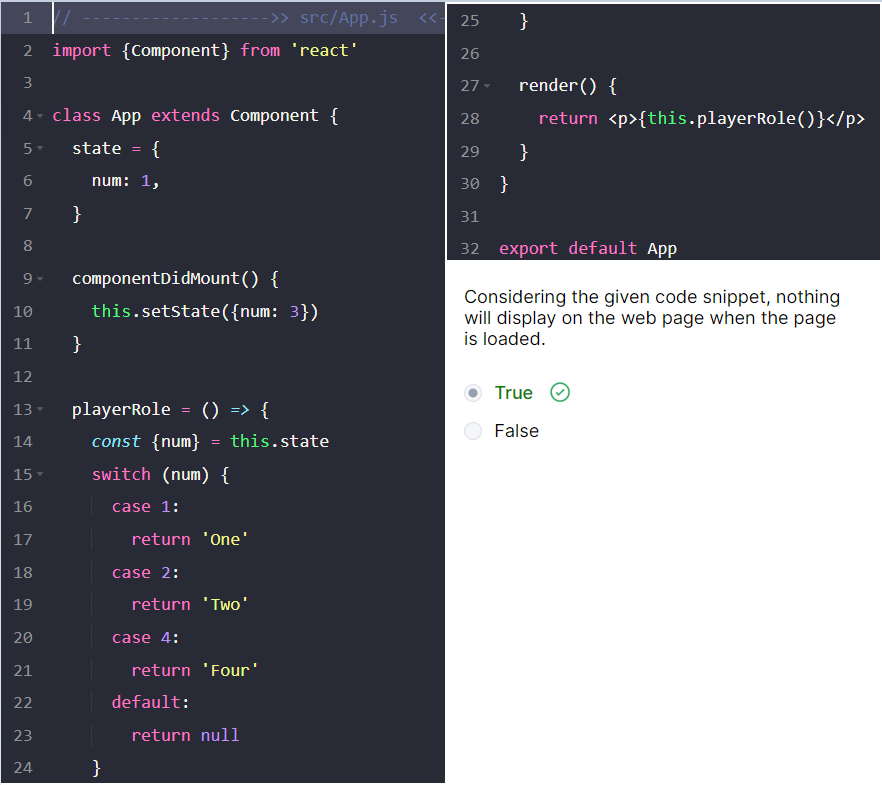 1 // ------------------->> src/App.js <<-
2 import {Component} from 'react'
3
4 class App extends Component {
5 state = {
6 num: 1,
7 }
8
9 componentDidMount() {
10 this.setState({num: 3})
11 }
12
13 playerRole = () => {
14 const {num} = this.state
15 switch (num) {
16 case 1:
17 return 'One'
18 case 2:
19 return 'Two'
20 case 4:
21 return 'Four'
22 default:
23 return null
24 }
25 }
26
27 render() {
28 return <p>{this.playerRole()}</p>
29 }
30 }
31
32 export default App
Considering the given code snippet, nothing
will display on the web page when the page
is loaded.
True
False